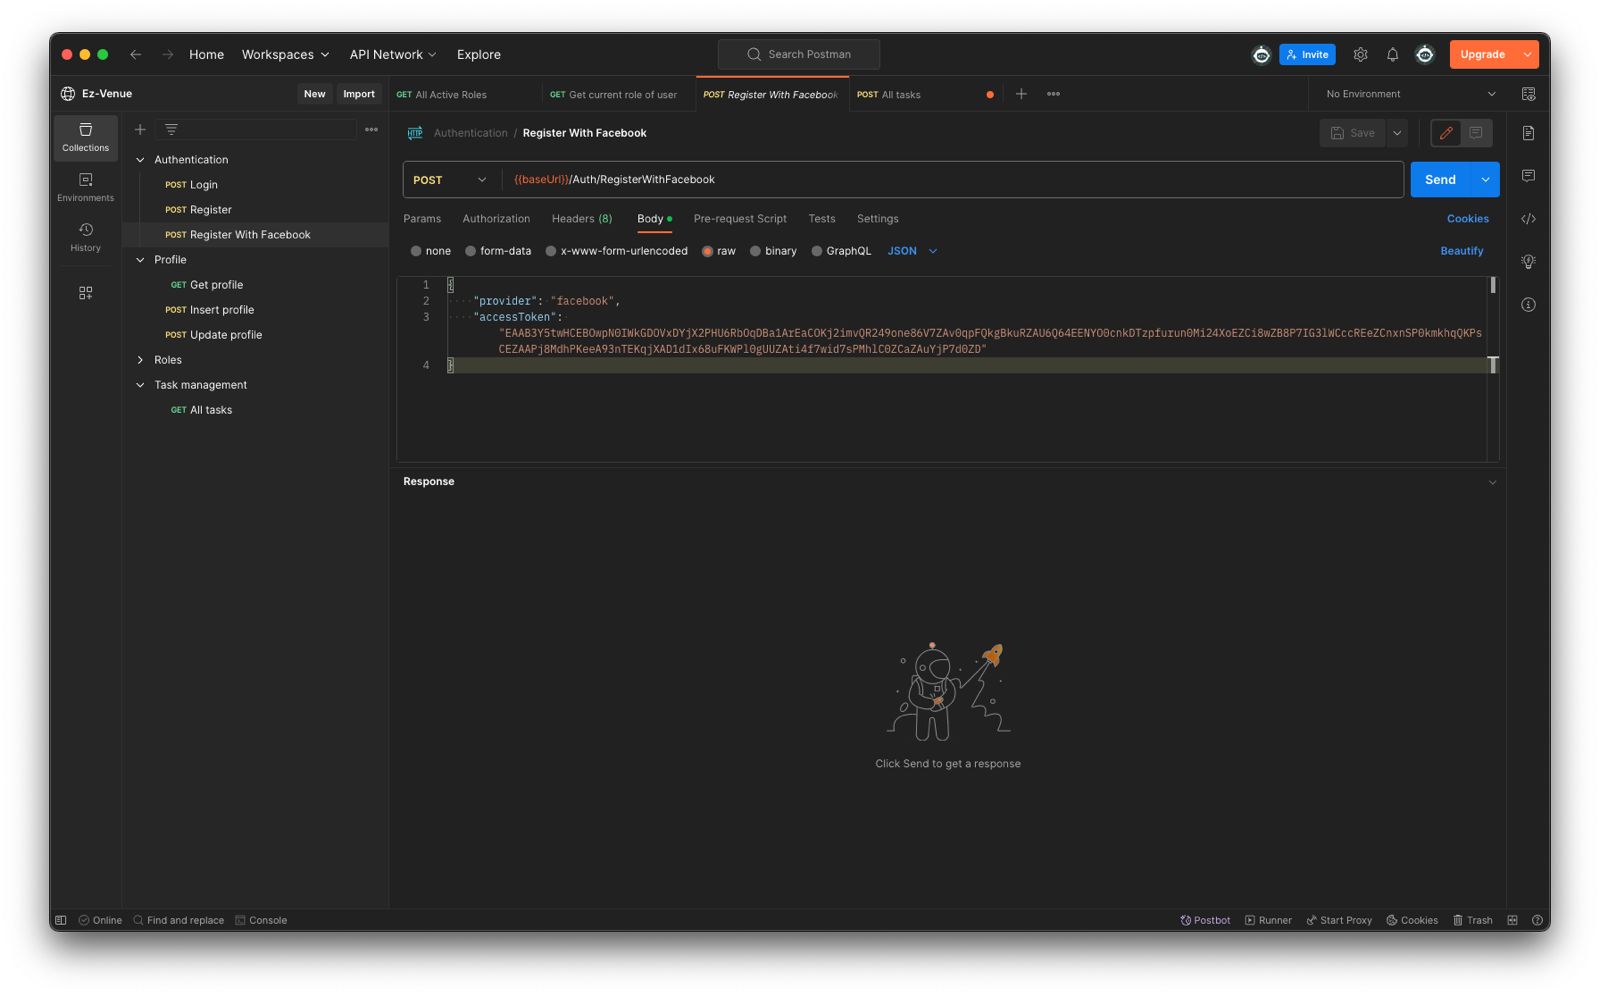 Home Workspaces API Network Explore Search Postman Invite Upgrade
Ez-Venue New Import
GET All Active Roles GET Get current role of user POST Register With Facebook POST All tasks No Environment
Collections
Environments
History
Authentication
POST Login
POST Register
POST Register With Facebook
Profile
GET Get profile
POST Insert profile
POST Update profile
Roles
Task management
GET All tasks
HTTP Authentication / Register With Facebook Save
POST {{baseUrl}}/Auth/RegisterWithFacebook Send
Params Authorization Headers (8) Body Pre-request Script Tests Settings Cookies
none form-data x-www-form-urlencoded raw binary GraphQL JSON Beautify
1 {
2 "provider": "facebook",
3 "accessToken":
"EAAB3Y5twHCEBOwpN0IWkGDOVxDYjX2PHU6RbOqDBa1ArEaCOKj2imvQR249one86V7ZAv0qpFQkgBkuRZAU6Q64EENYO0cnkDTzpfurun0Mi24XoEZCi8wZB8P7IG3lWCccREeZCnxnSP0kmkhqQKPs
CEZAAPj8MdhPKeeA93nTEKqjXAD1dIx68uFKWPl0gUUZAti4f7wid7sPMhlC0ZCaZAuYjP7d0ZD"
4 }
Response
Click Send to get a response
Online Find and replace Console Postbot Runner Start Proxy Cookies Trash